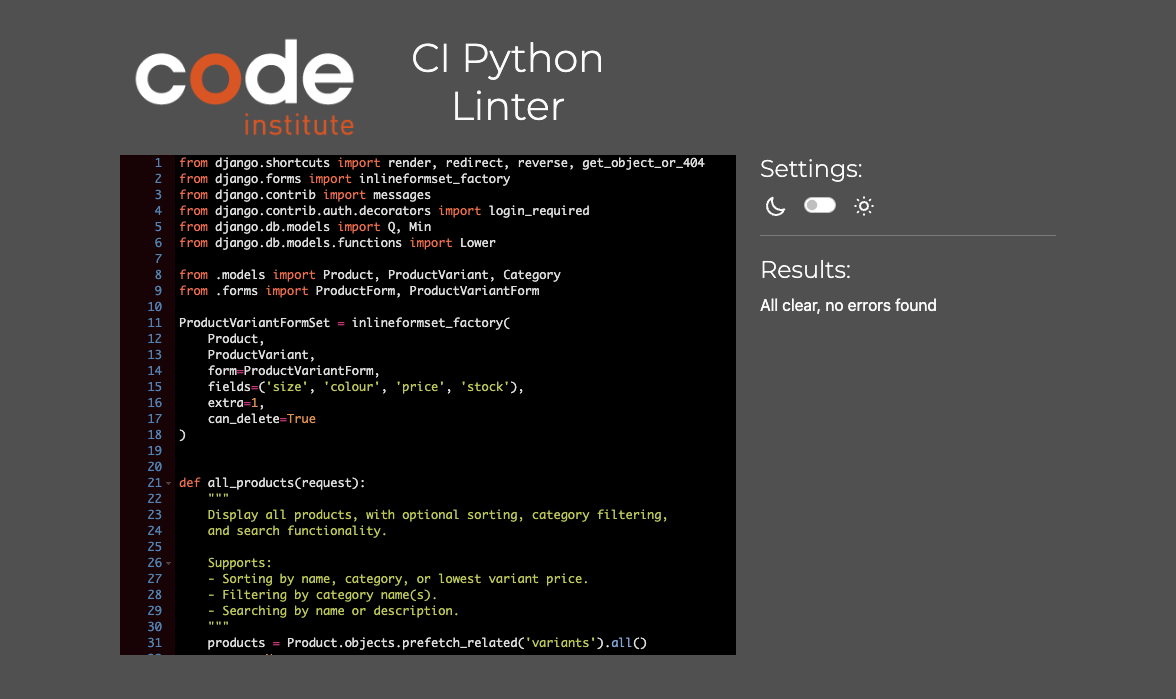 code
institute
CI Python
Linter
1 from django.shortcuts import render, redirect, reverse, get_object_or_404
2 from django.forms import inlineformset_factory
3 from django.contrib import messages
4 from django.contrib.auth.decorators import login_required
5 from django.db.models import Q, Min
6 from django.db.models.functions import Lower
7
8 from .models import Product, ProductVariant, Category
9 from .forms import ProductForm, ProductVariantForm
10
11 ProductVariantFormSet = inlineformset_factory(
12     Product,
13     ProductVariant,
14     form=ProductVariantForm,
15     fields=('size', 'colour', 'price', 'stock'),
16     extra=1,
17     can_delete=True
18 )
19
20
21 def all_products(request):
22     """
23     Display all products, with optional sorting, category filtering,
24     and search functionality.
25
26     Supports:
27     - Sorting by name, category, or lowest variant price.
28     - Filtering by category name(s).
29     - Searching by name or description.
30     """
31     products = Product.objects.prefetch_related('variants').all()
Settings:
Results:
All clear, no errors found